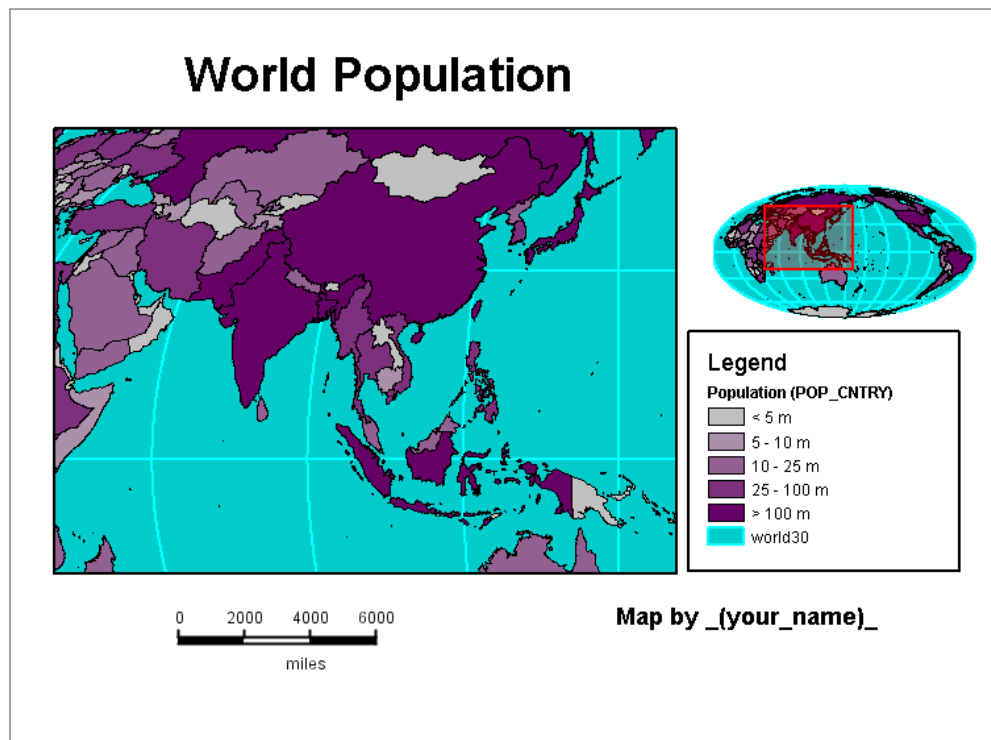 World Population
Legend
Population (POP_CNTRY)
< 5 m
5 - 10 m
10 - 25 m
25 - 100 m
> 100 m
world30
0 2000 4000 6000
miles
Map by _(your_name)_